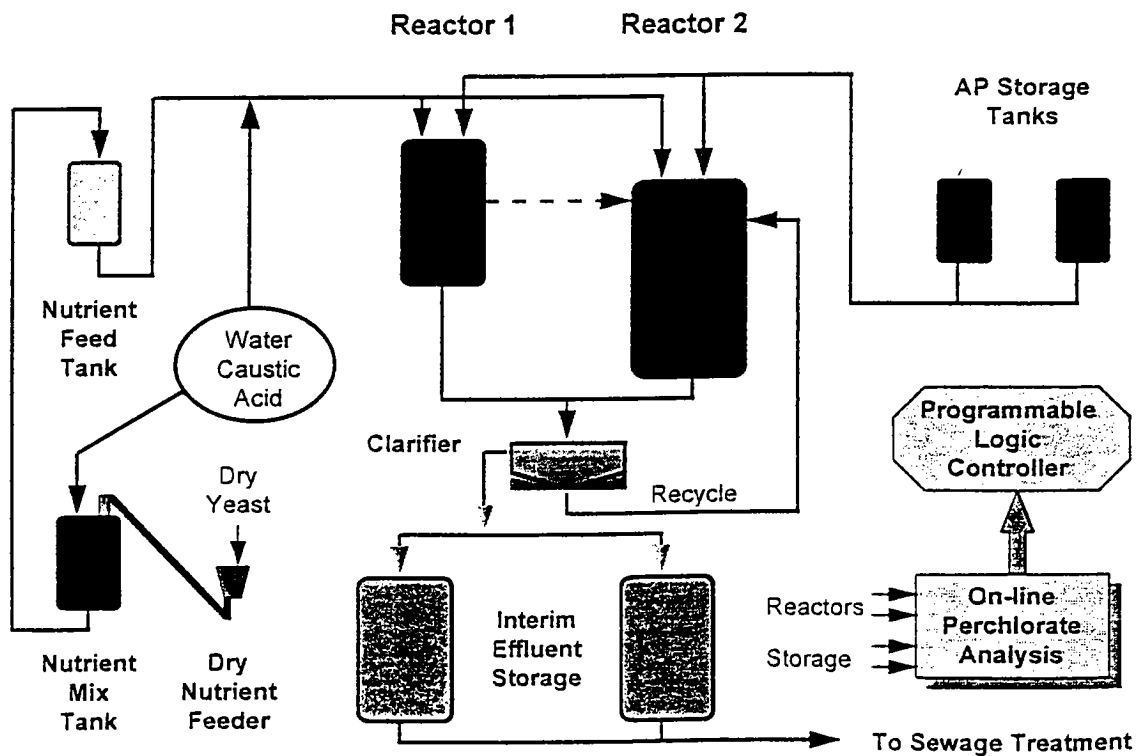 Reactor 1
Reactor 2
AP Storage
Tanks
Nutrient
Feed
Tank
Water
Caustic
Acid
Programmable
Logic
Controller
Clarifier
Recycle
Dry
Yeast
Reactors
Storage
On-line
Perchlorate
Analysis
Interim
Effluent
Storage
Nutrient
Mix
Tank
Dry
Nutrient
Feeder
To Sewage Treatment